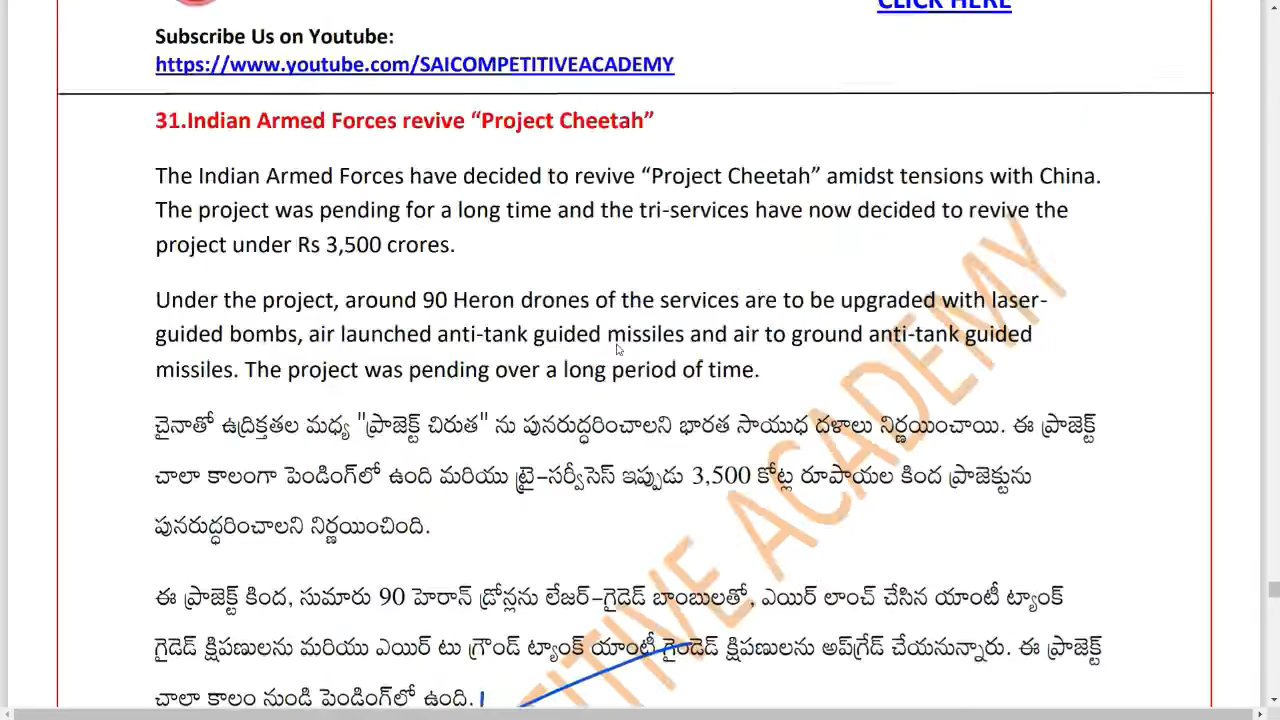 CLICK HERE
Subscribe Us on Youtube:
https://www.youtube.com/SAICOMPETITIVEACADEMY
31.Indian Armed Forces revive “Project Cheetah”
The Indian Armed Forces have decided to revive “Project Cheetah” amidst tensions with China.
The project was pending for a long time and the tri-services have now decided to revive the
project under Rs 3,500 crores.
Under the project, around 90 Heron drones of the services are to be upgraded with laser-
guided bombs, air launched anti-tank guided missiles and air to ground anti-tank guided
missiles. The project was pending over a long period of time.
చైనాతో ఉద్రిక్తతల మధ్య "ప్రాజెక్ట్ చిరుత" ను పునరుద్ధరించాలని భారత సాయుధ దళాలు నిర్ణయించాయి. ఈ ప్రాజెక్ట్
చాలా కాలంగా పెండింగ్‌లో ఉంది మరియు ట్రై-సర్వీసెస్ ఇప్పుడు 3,500 కోట్ల రూపాయల కింద ప్రాజెక్టును
పునరుద్ధరించాలని నిర్ణయించింది.
ఈ ప్రాజెక్ట్ కింద, సుమారు 90 హెరాన్ డ్రోన్లను లేజర్-గైడెడ్ బాంబులతో, ఎయిర్ లాంచ్ చేసిన యాంటీ ట్యాంక్
గైడెడ్ క్షిపణులను మరియు ఎయిర్ టు గ్రౌండ్ ట్యాంక్ యాంటీ గైండెడ్ క్షిపణులను అప్‌గ్రేడ్ చేయనున్నారు. ఈ ప్రాజెక్ట్
చాలా కాలం నుండి పెండింగ్‌లో ఉంది.
ACADEMY